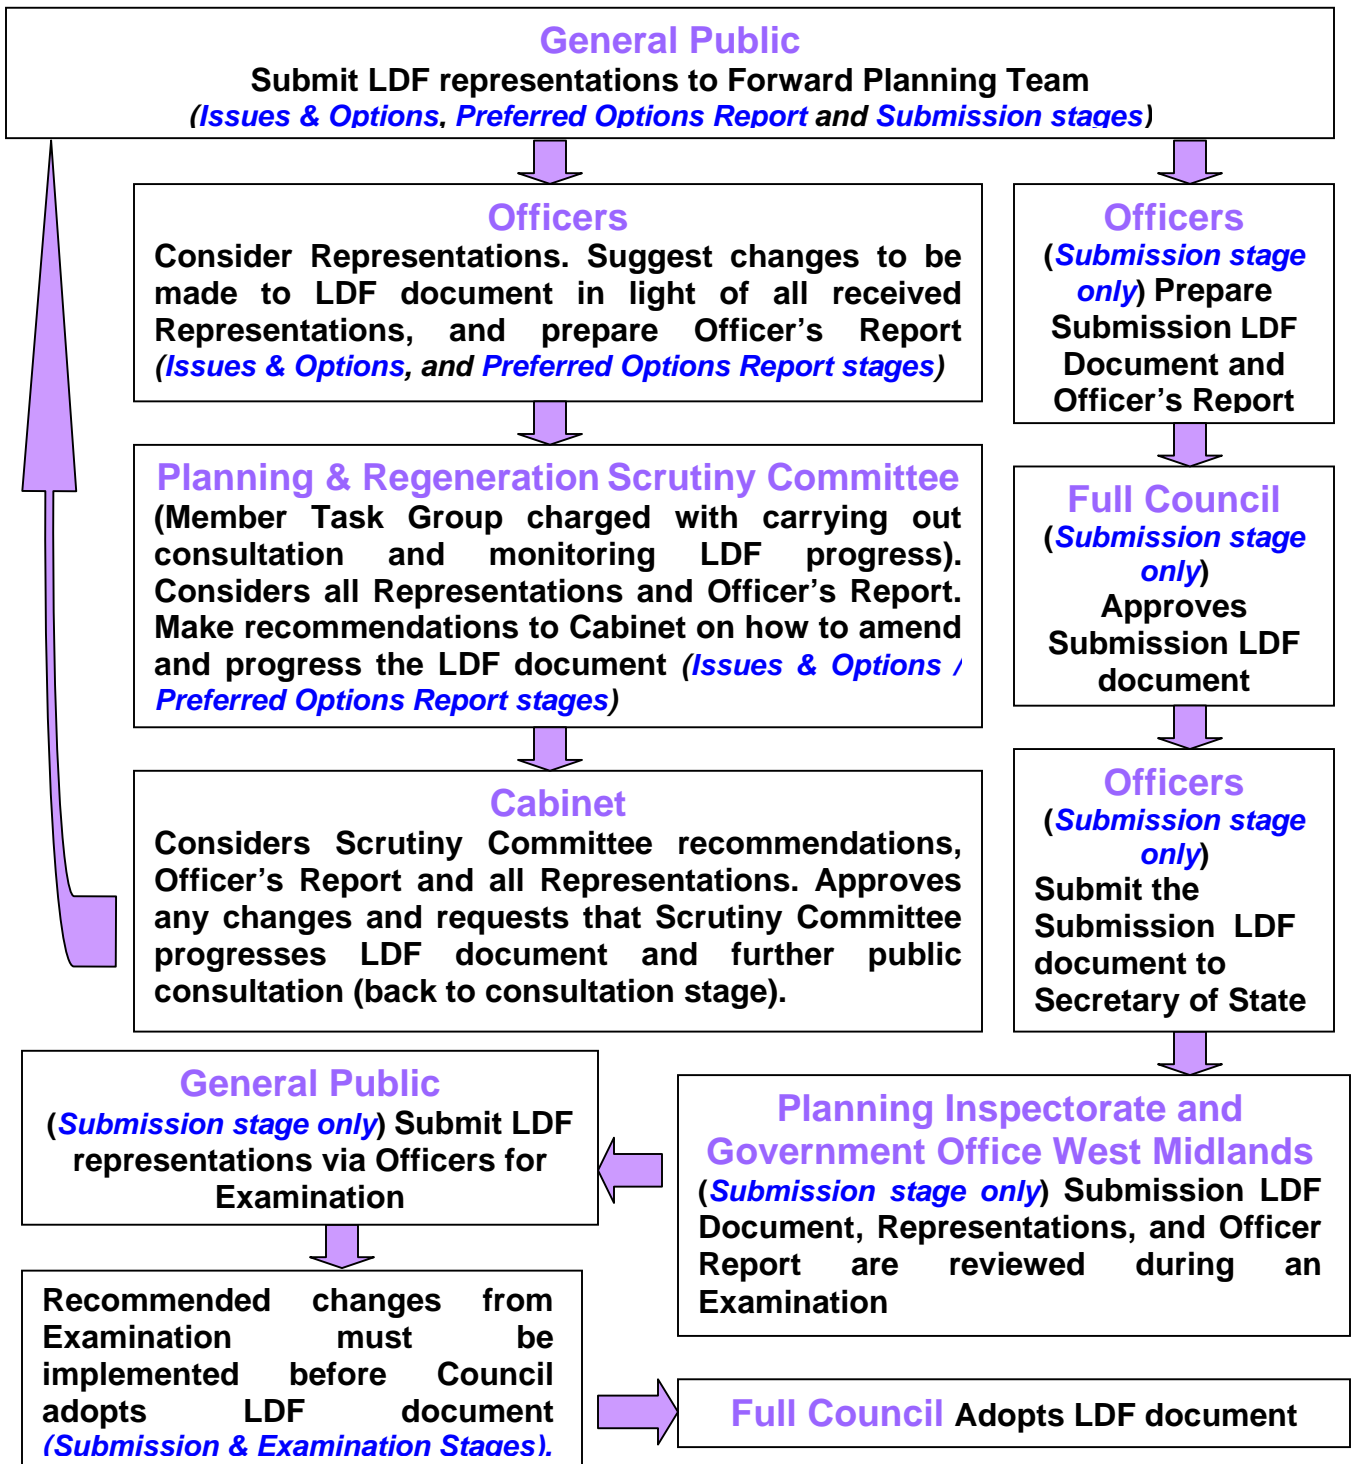 General Public
Submit LDF representations to Forward Planning Team
(Issues & Options, Preferred Options Report and Submission stages)
Officers
Consider Representations. Suggest changes to be
made to LDF document in light of all received
Representations, and prepare Officer’s Report
(Issues & Options, and Preferred Options Report stages)
Planning & Regeneration Scrutiny Committee
(Member Task Group charged with carrying out
consultation and monitoring LDF progress).
Considers all Representations and Officer’s Report.
Make recommendations to Cabinet on how to amend
and progress the LDF document (Issues & Options /
Preferred Options Report stages)
Cabinet
Considers Scrutiny Committee recommendations,
Officer’s Report and all Representations. Approves
any changes and requests that Scrutiny Committee
progresses LDF document and further public
consultation (back to consultation stage).
Officers
(Submission stage
only) Prepare
Submission LDF
Document and
Officer’s Report
Full Council
(Submission stage
only)
Approves
Submission LDF
document
Officers
(Submission stage
only)
Submit the
Submission LDF
document to
Secretary of State
Planning Inspectorate and
Government Office West Midlands
(Submission stage only) Submission LDF
Document, Representations, and Officer
Report are reviewed during an
Examination
General Public
(Submission stage only) Submit LDF
representations via Officers for
Examination
Recommended changes from
Examination must be
implemented before Council
adopts LDF document
(Submission & Examination Stages).
Full Council Adopts LDF document